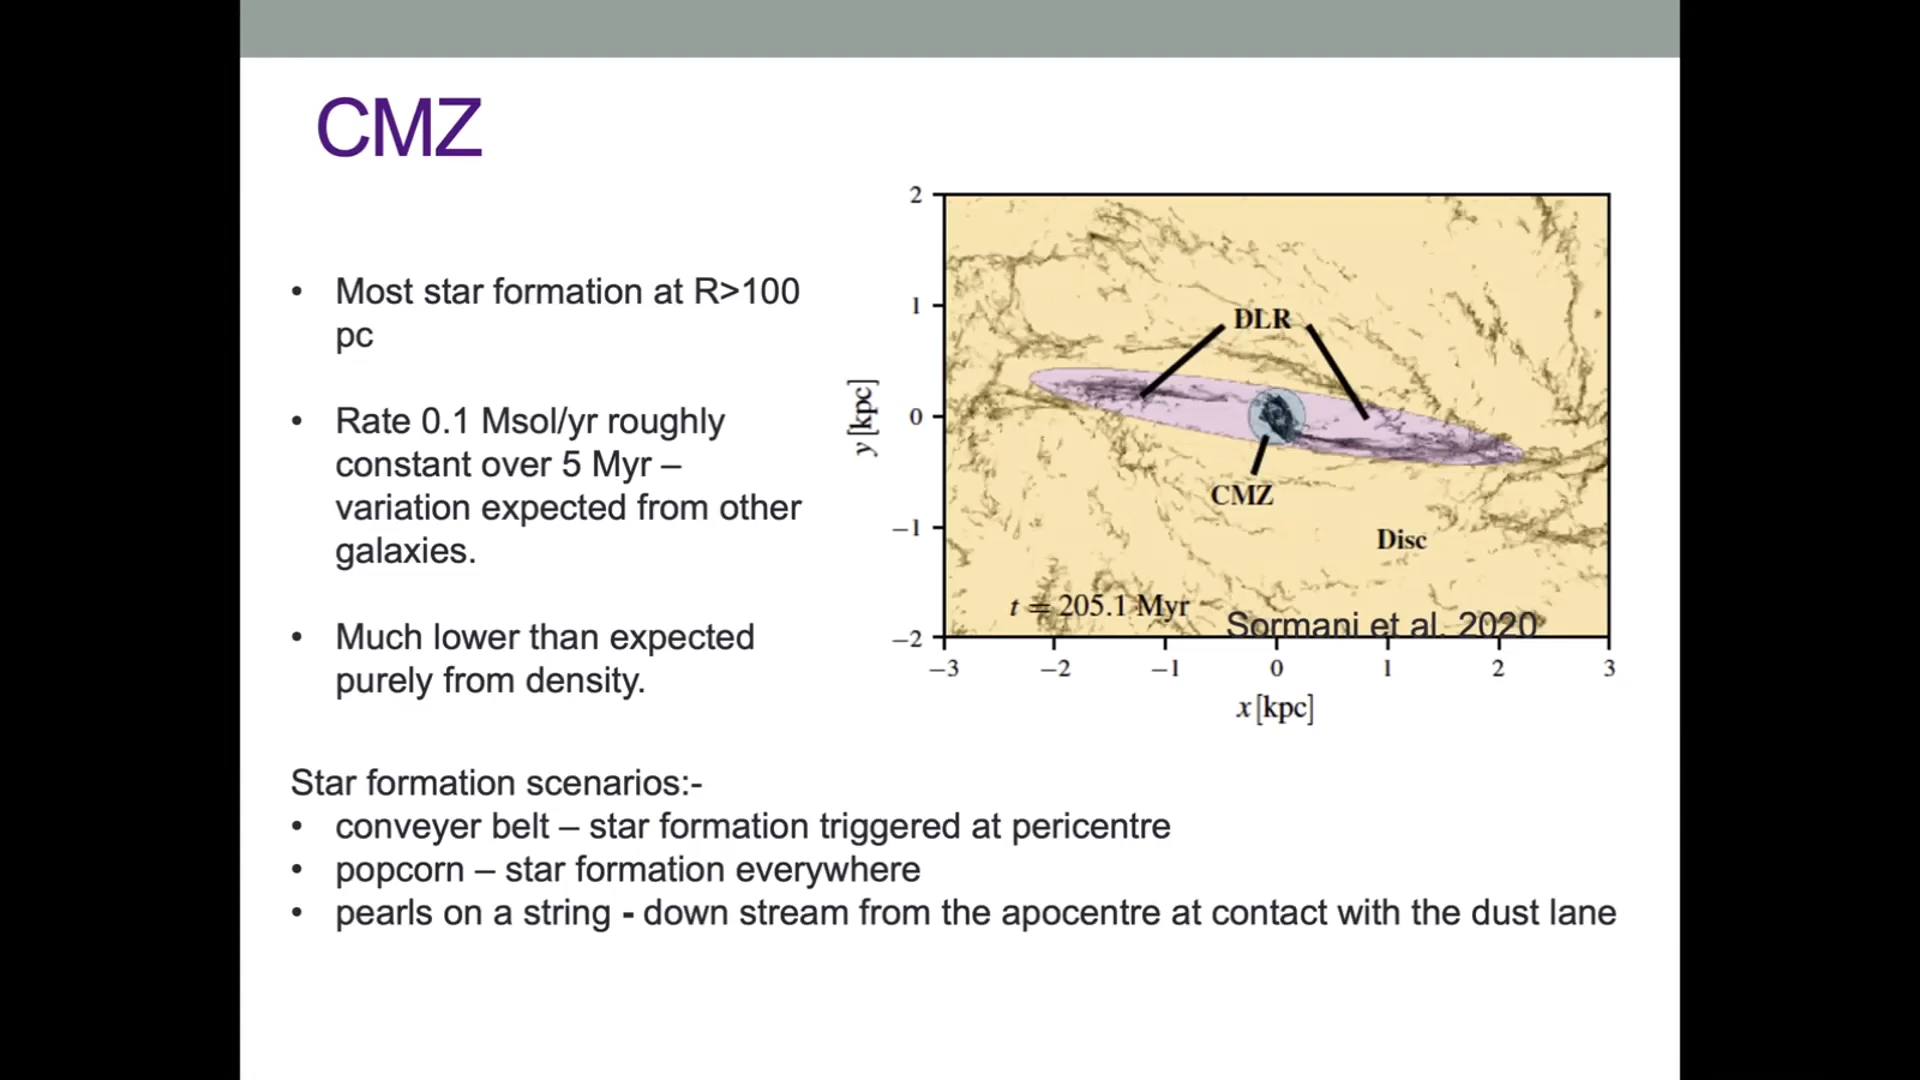 CMZ
• Most star formation at R>100
pc
• Rate 0.1 Msol/yr roughly
constant over 5 Myr –
variation expected from other
galaxies.
• Much lower than expected
purely from density.
2
1
0
−1
−2
y [kpc]
DLR
CMZ
Disc
t = 205.1 Myr
Sormani et al. 2020
−3 −2 −1 0 1 2 3
x [kpc]
Star formation scenarios:-
• conveyer belt – star formation triggered at pericentre
• popcorn – star formation everywhere
• pearls on a string - down stream from the apocentre at contact with the dust lane